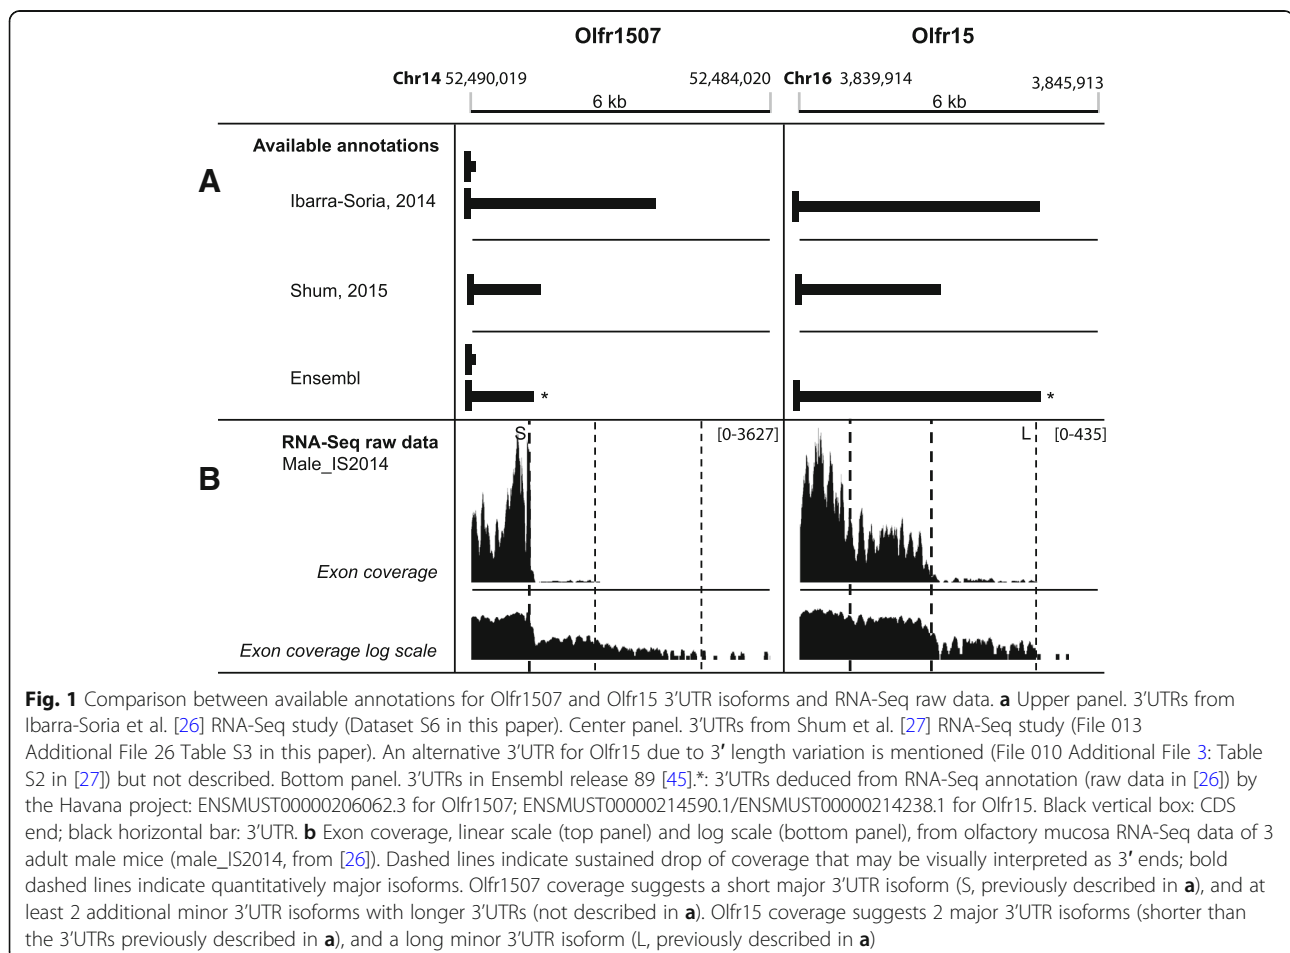 Olfr1507 Olfr15
Chr14 52,490,019 52,484,020 Chr16 3,839,914 3,845,913
6 kb 6 kb
Available annotations
A
Ibarra-Soria, 2014
Shum, 2015
Ensembl
* *
RNA-Seq raw data S [0-3627] L [0-435]
Male_IS2014
B
Exon coverage
Exon coverage log scale
Fig. 1 Comparison between available annotations for Olfr1507 and Olfr15 3′UTR isoforms and RNA-Seq raw data. a Upper panel. 3′UTRs from
Ibarra-Soria et al. [26] RNA-Seq study (Dataset S6 in this paper). Center panel. 3′UTRs from Shum et al. [27] RNA-Seq study (File 013
Additional File 26 Table S3 in this paper). An alternative 3′UTR for Olfr15 due to 3′ length variation is mentioned (File 010 Additional File 3: Table
S2 in [27]) but not described. Bottom panel. 3′UTRs in Ensembl release 89 [45].*: 3′UTRs deduced from RNA-Seq annotation (raw data in [26]) by
the Havana project: ENSMUST00000206062.3 for Olfr1507; ENSMUST00000214590.1/ENSMUST00000214238.1 for Olfr15. Black vertical box: CDS
end; black horizontal bar: 3′UTR. b Exon coverage, linear scale (top panel) and log scale (bottom panel), from olfactory mucosa RNA-Seq data of 3
adult male mice (male_IS2014, from [26]). Dashed lines indicate sustained drop of coverage that may be visually interpreted as 3′ ends; bold
dashed lines indicate quantitatively major isoforms. Olfr1507 coverage suggests a short major 3′UTR isoform (S, previously described in a), and at
least 2 additional minor 3′UTR isoforms with longer 3′UTRs (not described in a). Olfr15 coverage suggests 2 major 3′UTR isoforms (shorter than
the 3′UTRs previously described in a), and a long minor 3′UTR isoform (L, previously described in a)